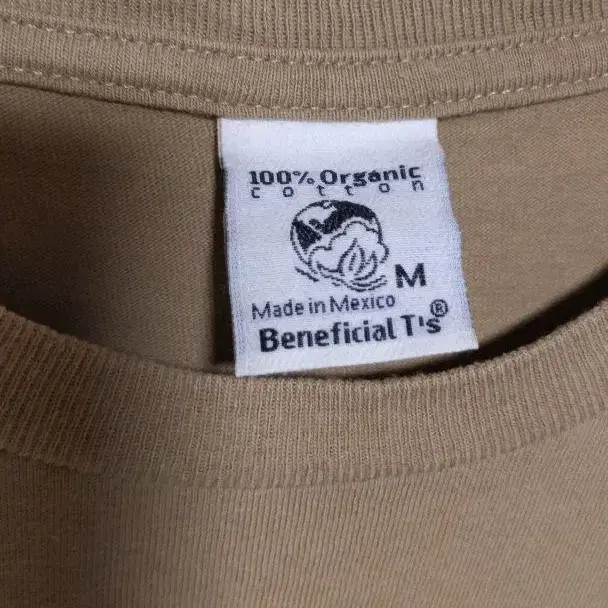 100% Organic
cotton
M
Made in Mexico
Beneficial T's®